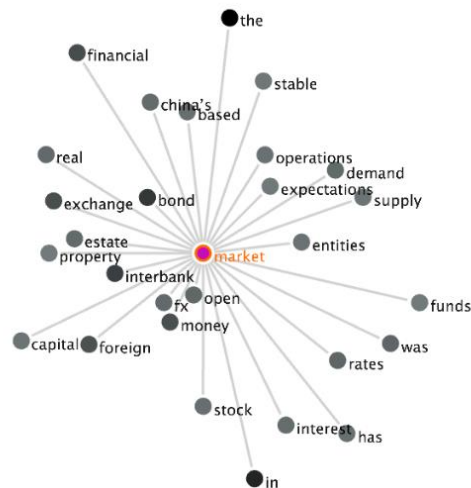 the
financial
stable
china's
based
real
operations
demand
expectations
bond
supply
exchange
estate
entities
property
market
interbank
open
fx
funds
money
capital
foreign
was
rates
stock
interest
has
in